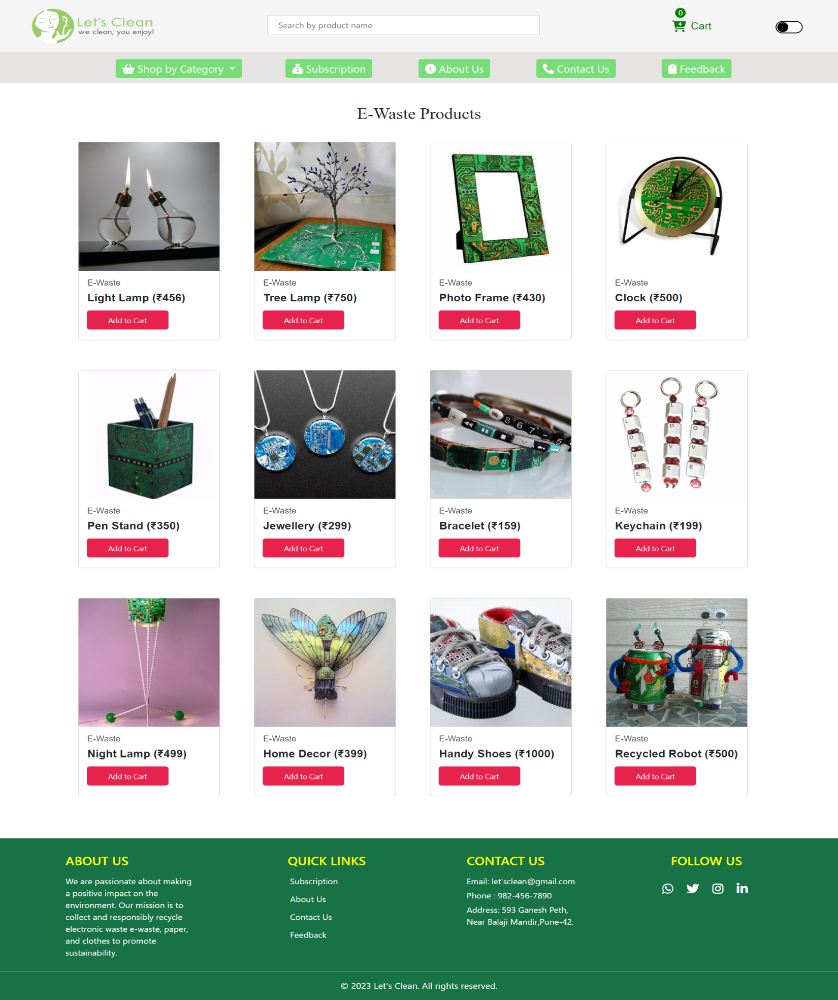 Let's Clean
we clean, you enjoy!
Search by product name
0
Cart
Shop by Category
Subscription
About Us
Contact Us
Feedback
E-Waste Products
E-Waste
Light Lamp (₹456)
Add to Cart
E-Waste
Tree Lamp (₹750)
Add to Cart
E-Waste
Photo Frame (₹430)
Add to Cart
E-Waste
Clock (₹500)
Add to Cart
E-Waste
Pen Stand (₹350)
Add to Cart
E-Waste
Jewellery (₹299)
Add to Cart
info
8 6 7 - 5
K25
E-Waste
Bracelet (₹159)
Add to Cart
L O V E
L O V E
L O V E
E-Waste
Keychain (₹199)
Add to Cart
E-Waste
Night Lamp (₹499)
Add to Cart
E-Waste
Home Decor (₹399)
Add to Cart
E-Waste
Handy Shoes (₹1000)
Add to Cart
7
E-Waste
Recycled Robot (₹500)
Add to Cart
ABOUT US
We are passionate about making
a positive impact on the
environment. Our mission is to
collect and responsibly recycle
electronic waste e-waste, paper,
and clothes to promote
sustainability.
QUICK LINKS
Subscription
About Us
Contact Us
Feedback
CONTACT US
Email: let'sclean@gmail.com
Phone : 982-456-7890
Address: 593 Ganesh Peth,
Near Balaji Mandir,Pune-42.
FOLLOW US
© 2023 Let's Clean. All rights reserved.